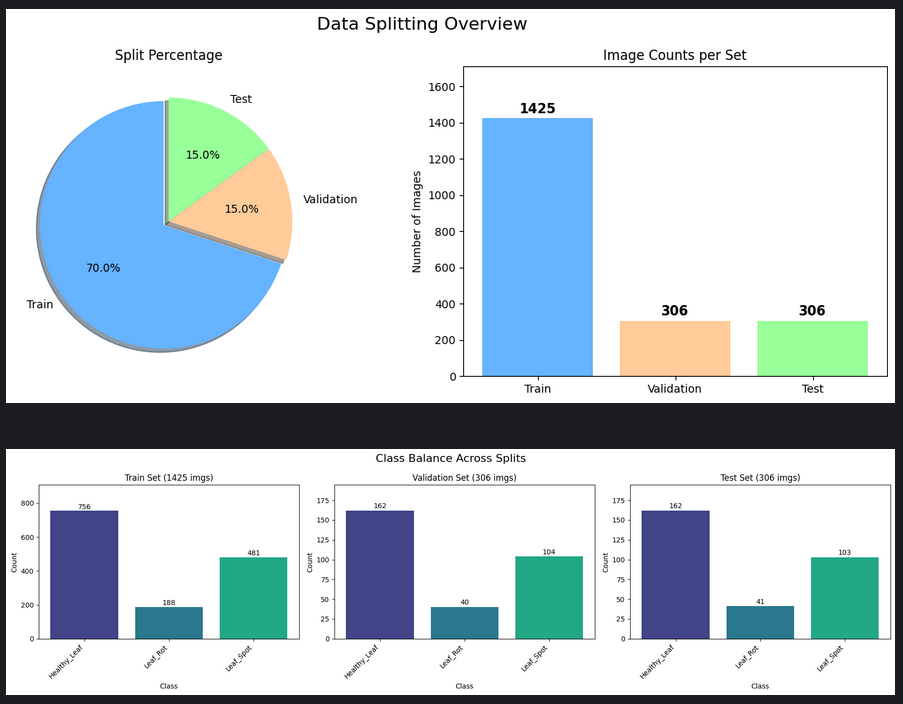 Data Splitting Overview
Split Percentage
Test
15.0%
Validation
15.0%
70.0%
Train
Image Counts per Set
Number of Images
1600
1400
1200
1000
800
600
400
200
0
1425
306
306
Train
Validation
Test
Class Balance Across Splits
Train Set (1425 imgs)
Count
800
600
400
200
0
756
188
481
Healthy_Leaf
Leaf_Rot
Leaf_Spot
Class
Validation Set (306 imgs)
Count
175
150
125
100
75
50
25
0
162
40
104
Healthy_Leaf
Leaf_Rot
Leaf_Spot
Class
Test Set (306 imgs)
Count
175
150
125
100
75
50
25
0
162
41
103
Healthy_Leaf
Leaf_Rot
Leaf_Spot
Class